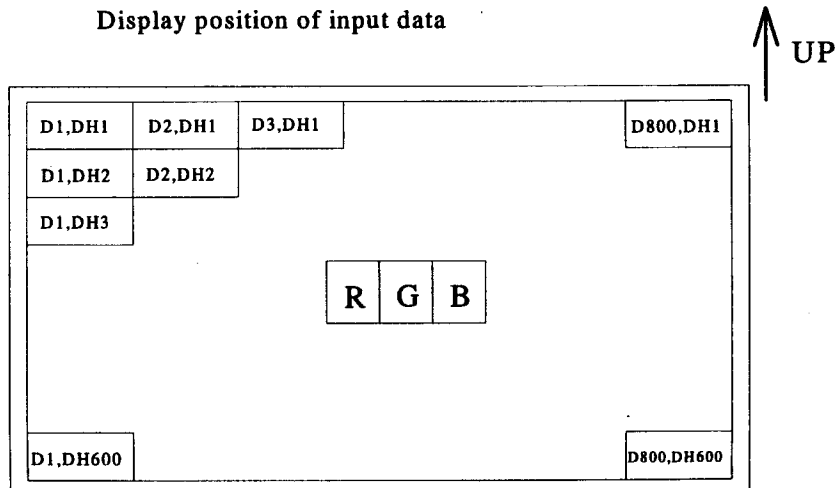 Display position of input data
UP
D1,DH1 D2,DH1 D3,DH1 D800,DH1
D1,DH2 D2,DH2
D1,DH3
R G B
D1,DH600 D800,DH600